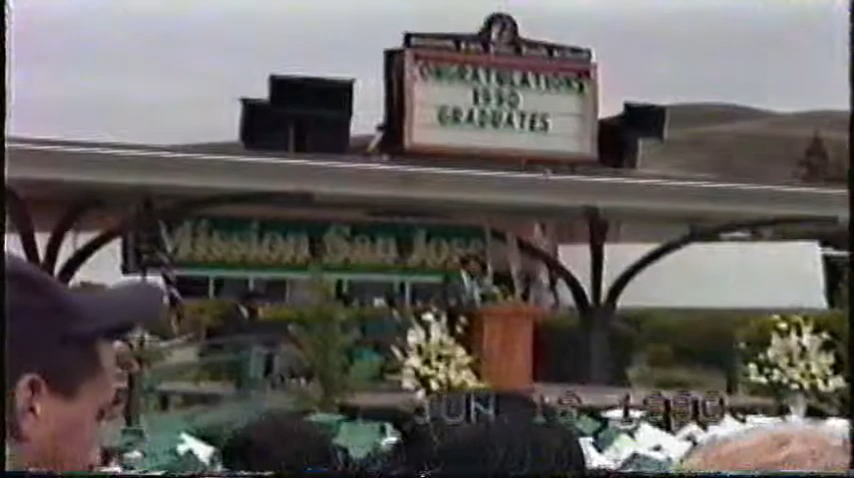 CONGRATULATIONS
1990
GRADUATES
Mission San Jose
JUN. 13 1990